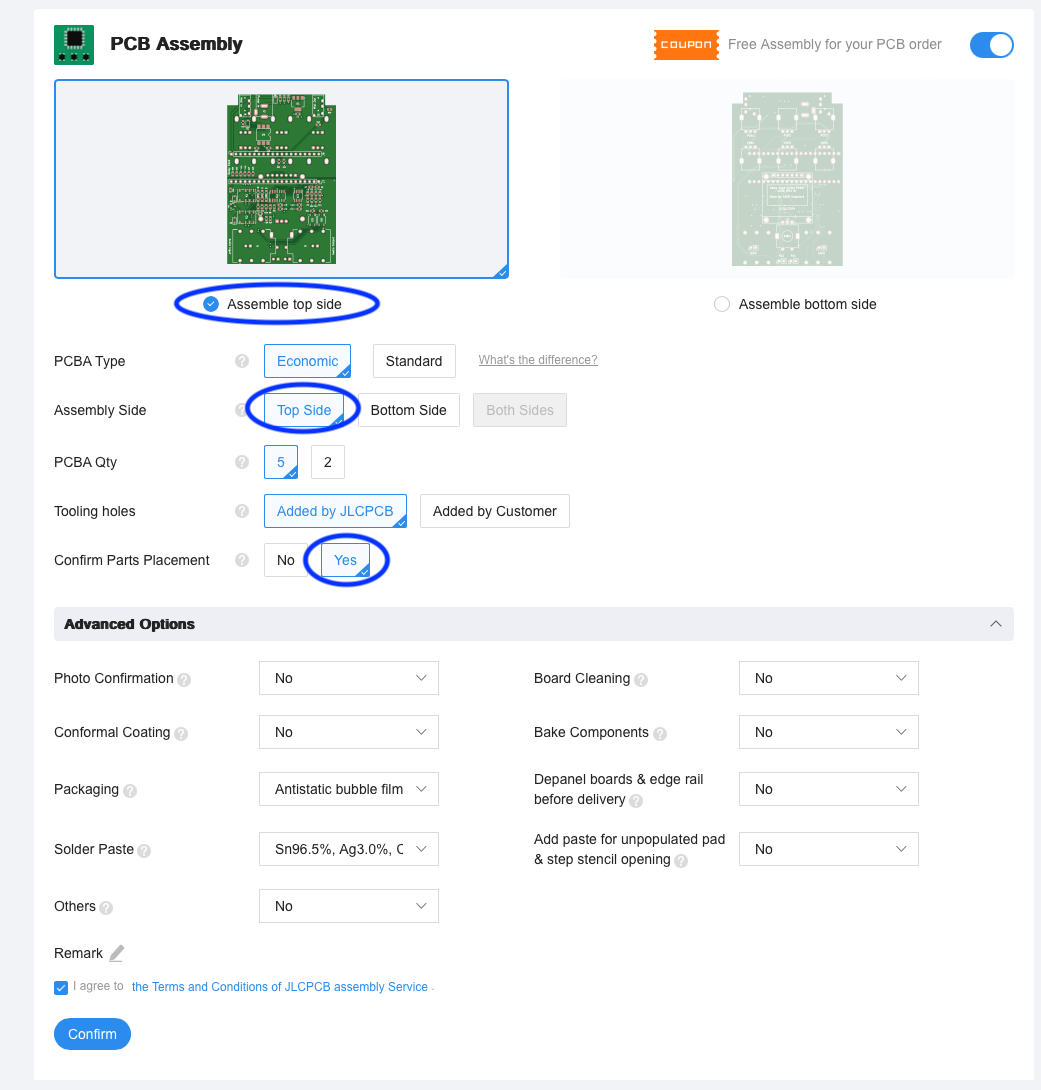 PCB Assembly
COUPON Free Assembly for your PCB order
Assemble top side Assemble bottom side
PCBA Type ? Economic Standard What's the difference?
Assembly Side ? Top Side Bottom Side Both Sides
PCBA Qty ? 5 2
Tooling holes ? Added by JLCPCB Added by Customer
Confirm Parts Placement ? No Yes
Advanced Options
Photo Confirmation ? No Board Cleaning ? No
Conformal Coating ? No Bake Components ? No
Packaging ? Antistatic bubble film Depanel boards & edge rail
before delivery ? No
Solder Paste ? Sn96.5%, Ag3.0%, C Add paste for unpopulated pad
& step stencil opening ? No
Others ? No
Remark
I agree to the Terms and Conditions of JLCPCB assembly Service .
Confirm